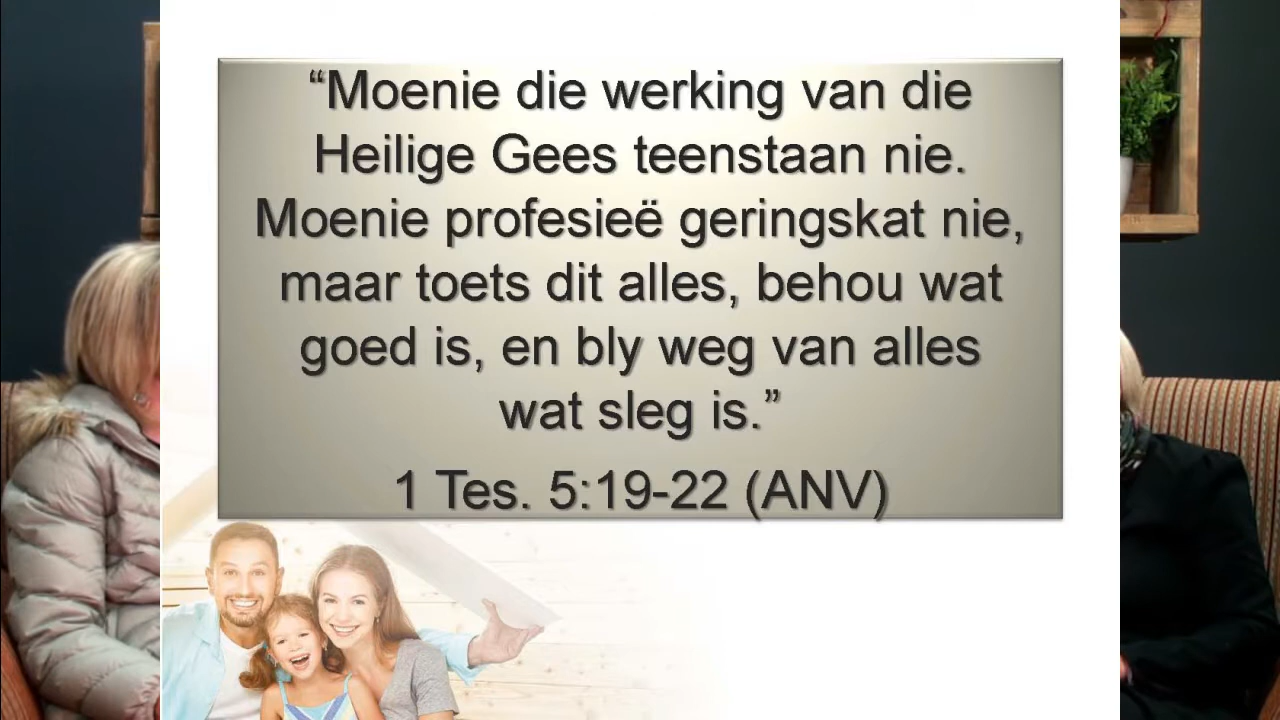 “Moenie die werking van die
Heilige Gees teenstaan nie.
Moenie profesieë geringskat nie,
maar toets dit alles, behou wat
goed is, en bly weg van alles
wat sleg is.”
1 Tes. 5:19-22 (ANV)